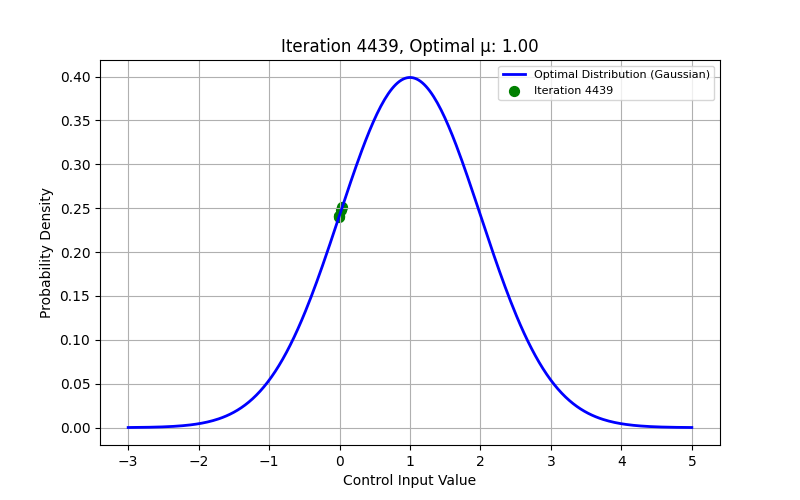 Iteration 4439, Optimal μ: 1.00
Optimal Distribution (Gaussian)
Iteration 4439
Probability Density
0.40
0.35
0.30
0.25
0.20
0.15
0.10
0.05
0.00
−3 −2 −1 0 1 2 3 4 5
Control Input Value